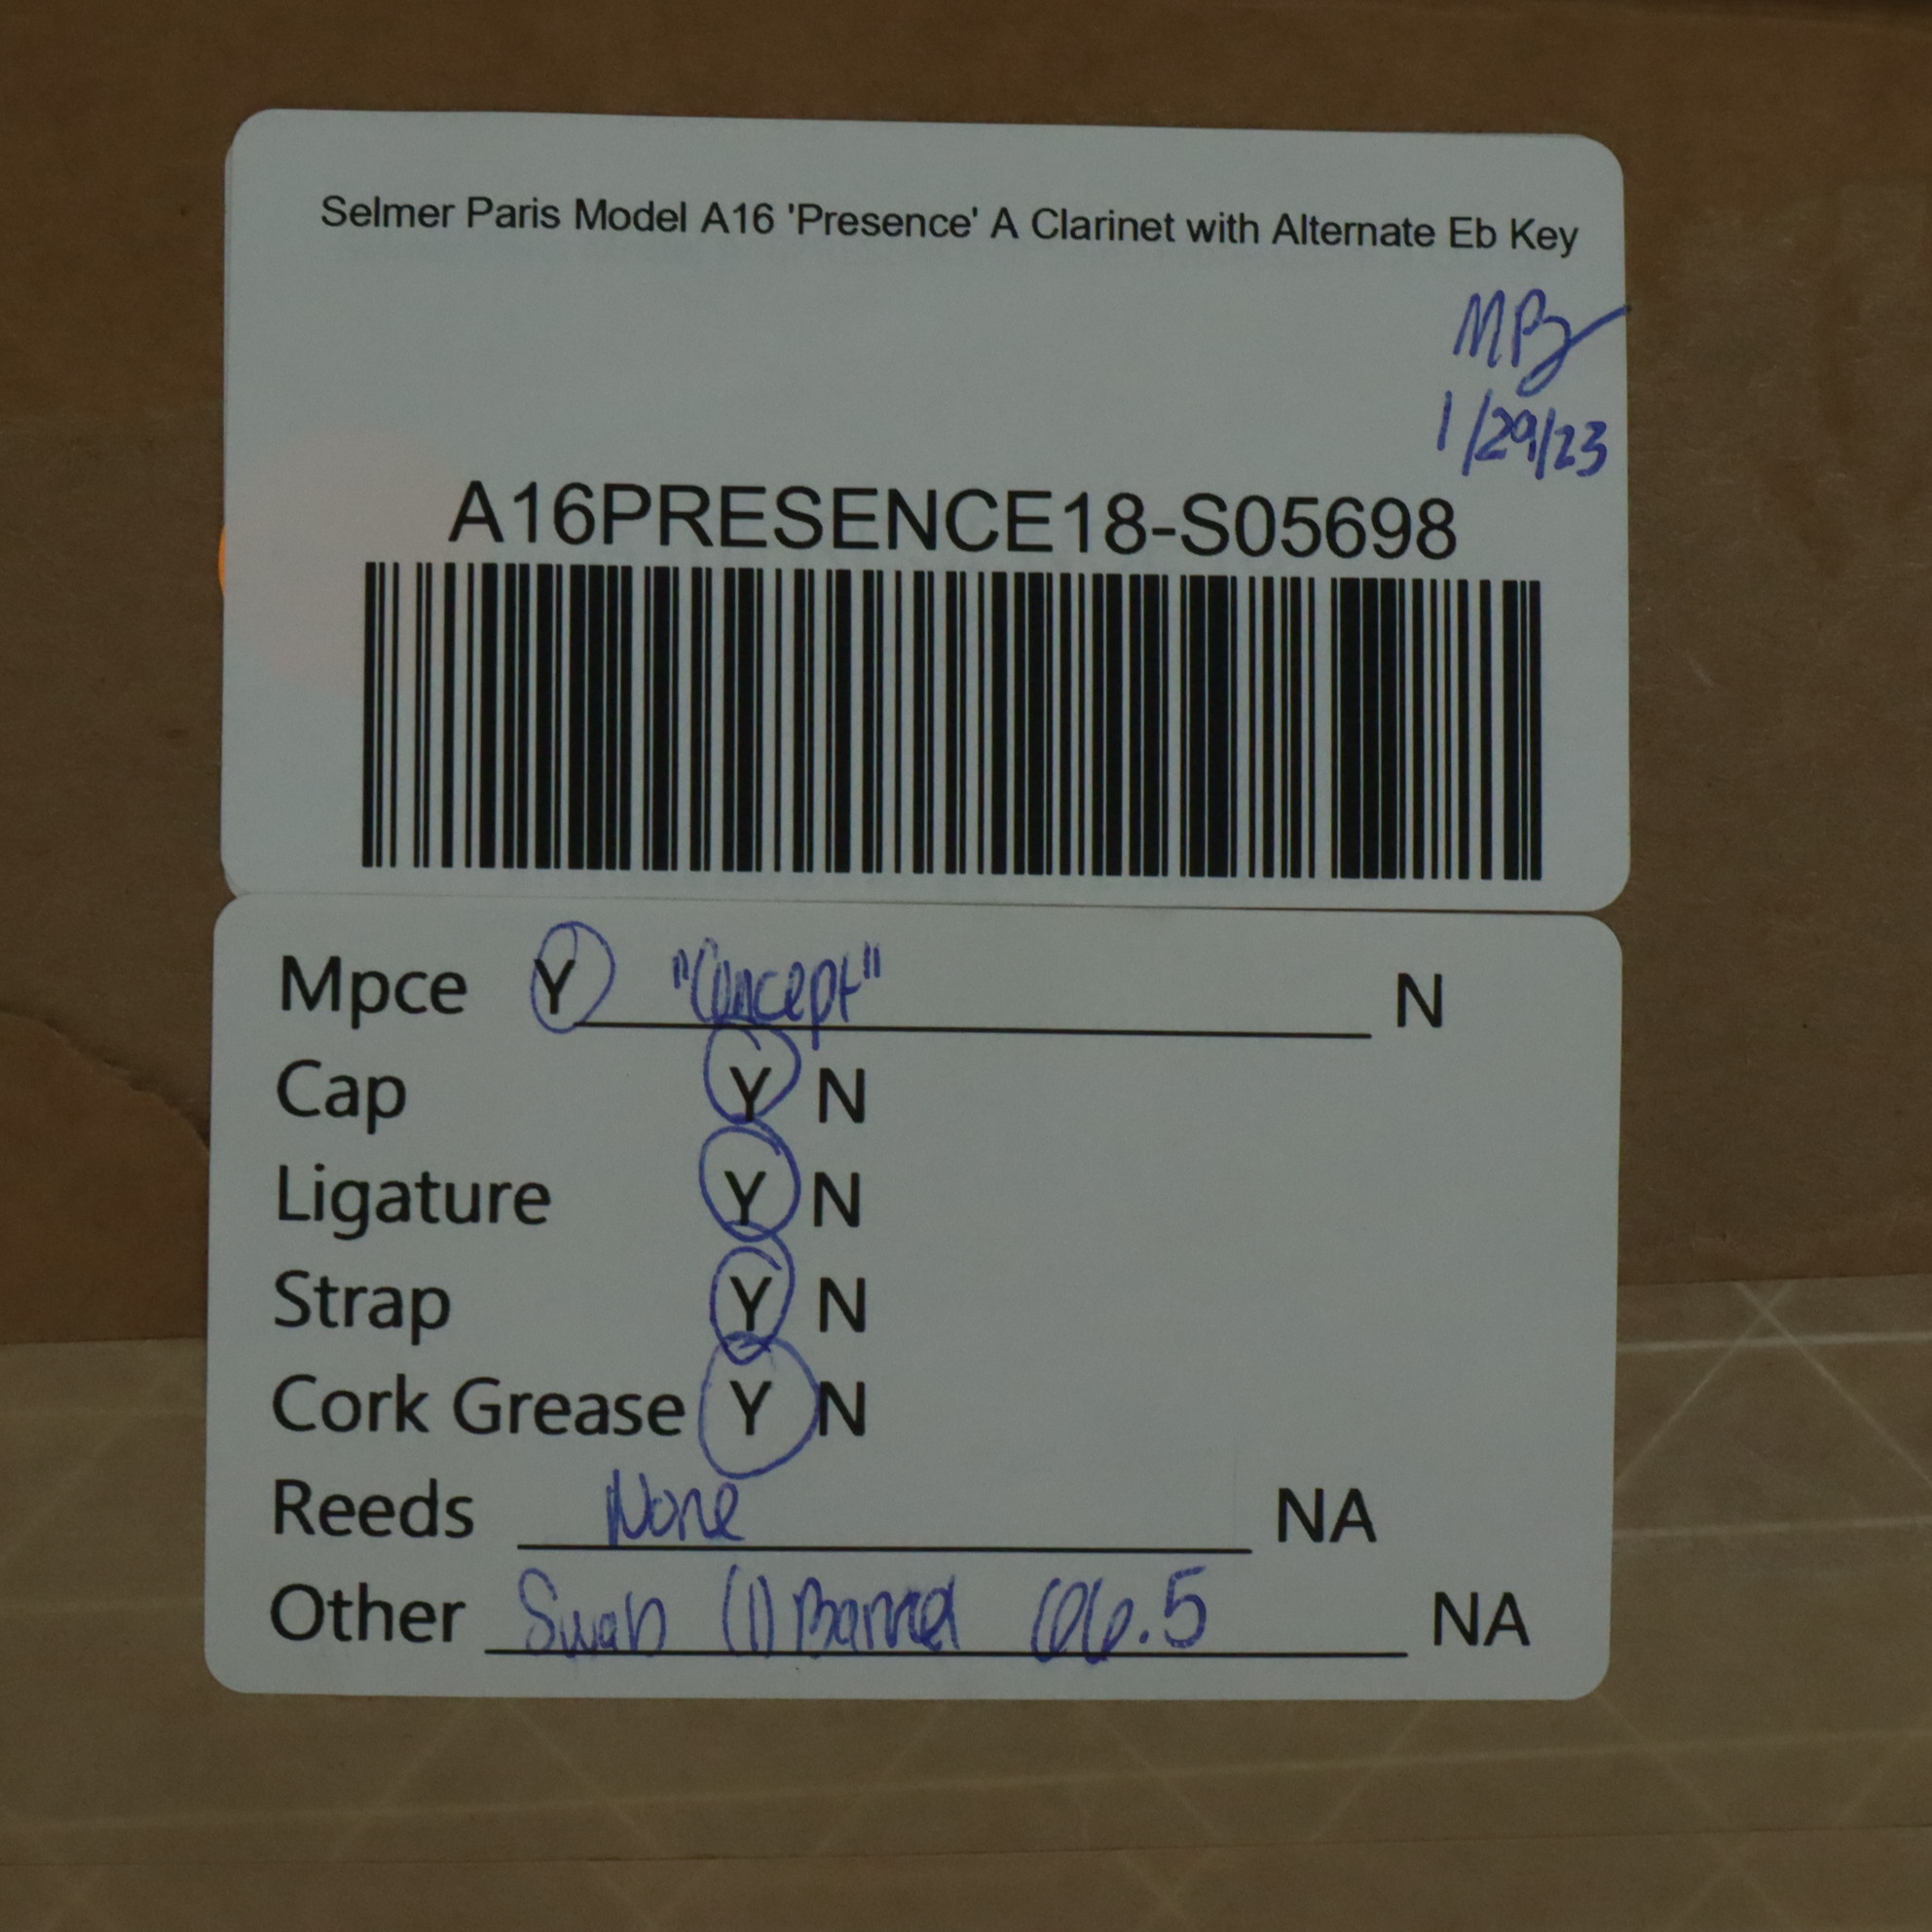 Selmer Paris Model A16 'Presence' A Clarinet with Alternate Eb Key
MB
1/29/23
A16PRESENCE18-S05698
Mpce Y "Concept" N
Cap Y N
Ligature Y N
Strap Y N
Cork Grease Y N
Reeds None NA
Other Swab (1) Barrel 66.5 NA